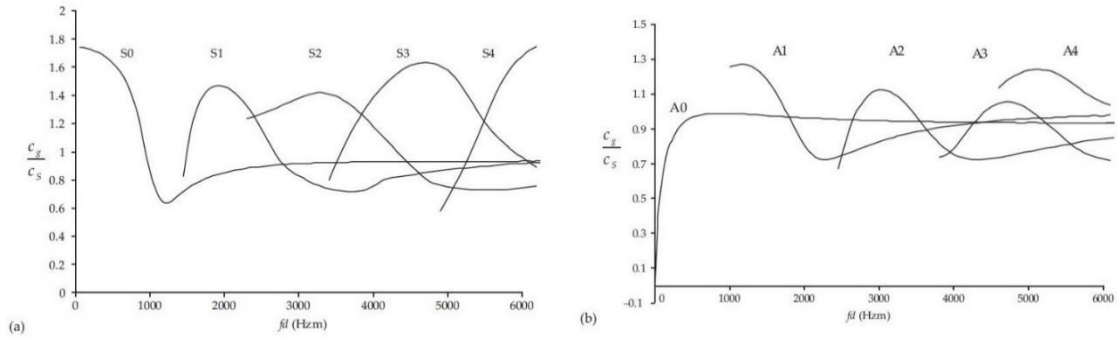 2
1.8
1.6
1.4
1.2
1
0.8
0.6
0.4
0.2
0
c_g
c_S
S0 S1 S2 S3 S4
0 1000 2000 3000 4000 5000 6000
fd (Hzm)
(a)
1.5
1.3
1.1
0.9
0.7
0.5
0.3
0.1
–0.1
c_g
c_S
A0 A1 A2 A3 A4
0 1000 2000 3000 4000 5000 6000
fd (Hzm)
(b)